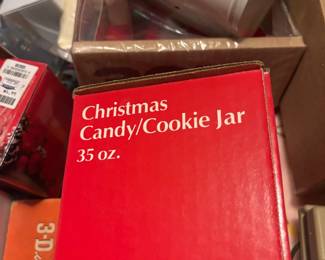 Christmas
Candy/Cookie Jar
35 oz.
3-D